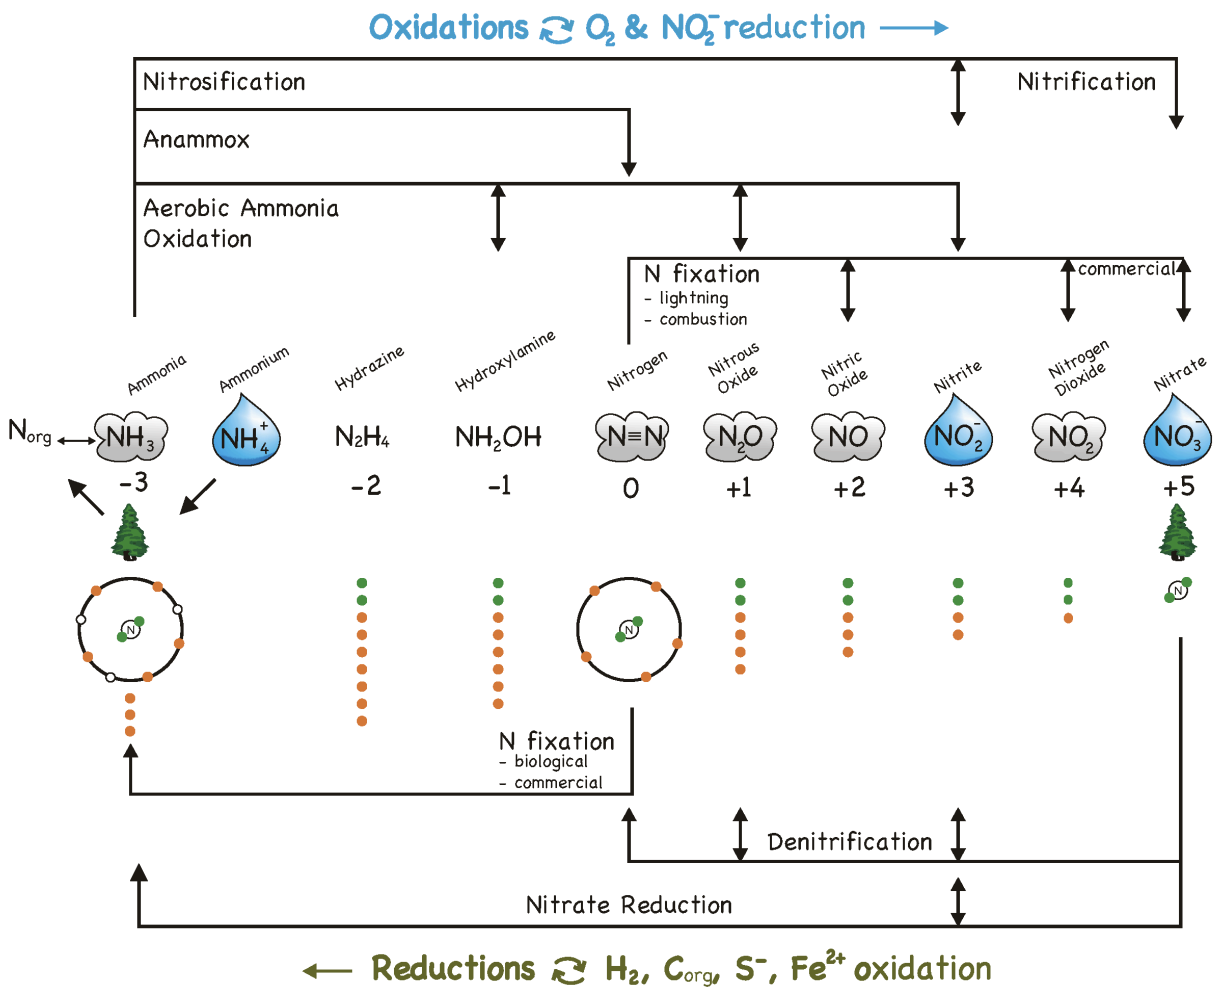 Oxidations O₂ & NO₂⁻ reduction
Nitrosification
Nitrification
Anammox
Aerobic Ammonia
Oxidation
N fixation
- lightning
- combustion
commercial
Ammonia
Ammonium
Hydrazine
Hydroxylamine
Nitrogen
Nitrous
Oxide
Nitric
Oxide
Nitrite
Nitrogen
Dioxide
Nitrate
Norg NH₃ NH₄⁺ N₂H₄ NH₂OH N≡N N₂O NO NO₂⁻ NO₂ NO₃⁻
-3 -2 -1 0 +1 +2 +3 +4 +5
N
N
N
N fixation
- biological
- commercial
Denitrification
Nitrate Reduction
Reductions H₂, Corg, S⁻, Fe²⁺ oxidation